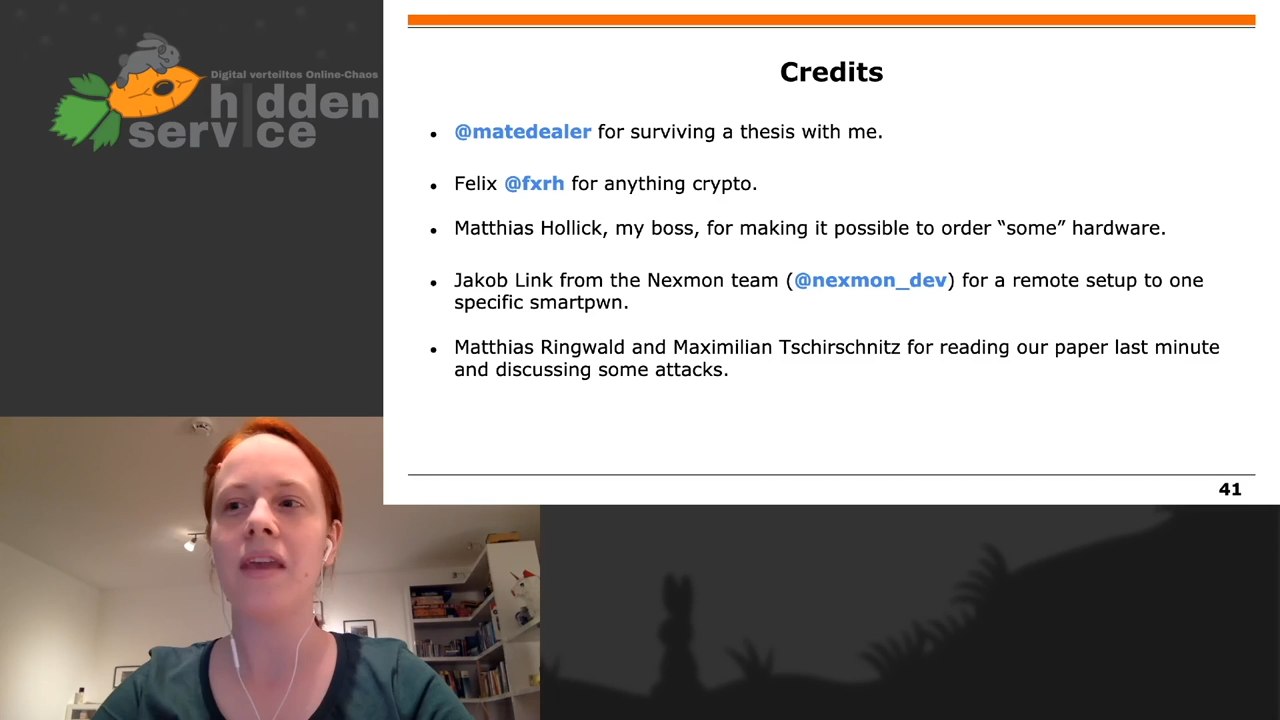 Digital verteiltes Online-Chaos
hidden
service
Credits
• @matedealer for surviving a thesis with me.
• Felix @fxrh for anything crypto.
• Matthias Hollick, my boss, for making it possible to order “some” hardware.
• Jakob Link from the Nexmon team (@nexmon_dev) for a remote setup to one
specific smartpwn.
• Matthias Ringwald and Maximilian Tschirschnitz for reading our paper last minute
and discussing some attacks.
41